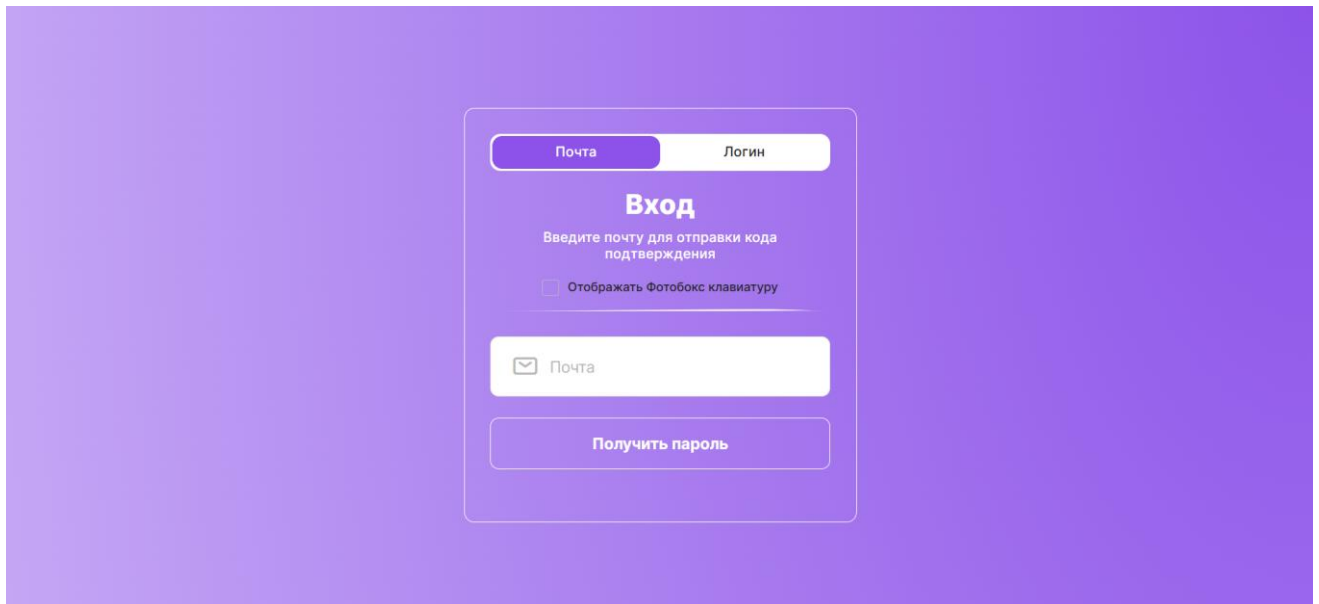 Почта
Логин
Вход
Введите почту для отправки кода
подтверждения
Отображать Фотобокс клавиатуру
Почта
Получить пароль